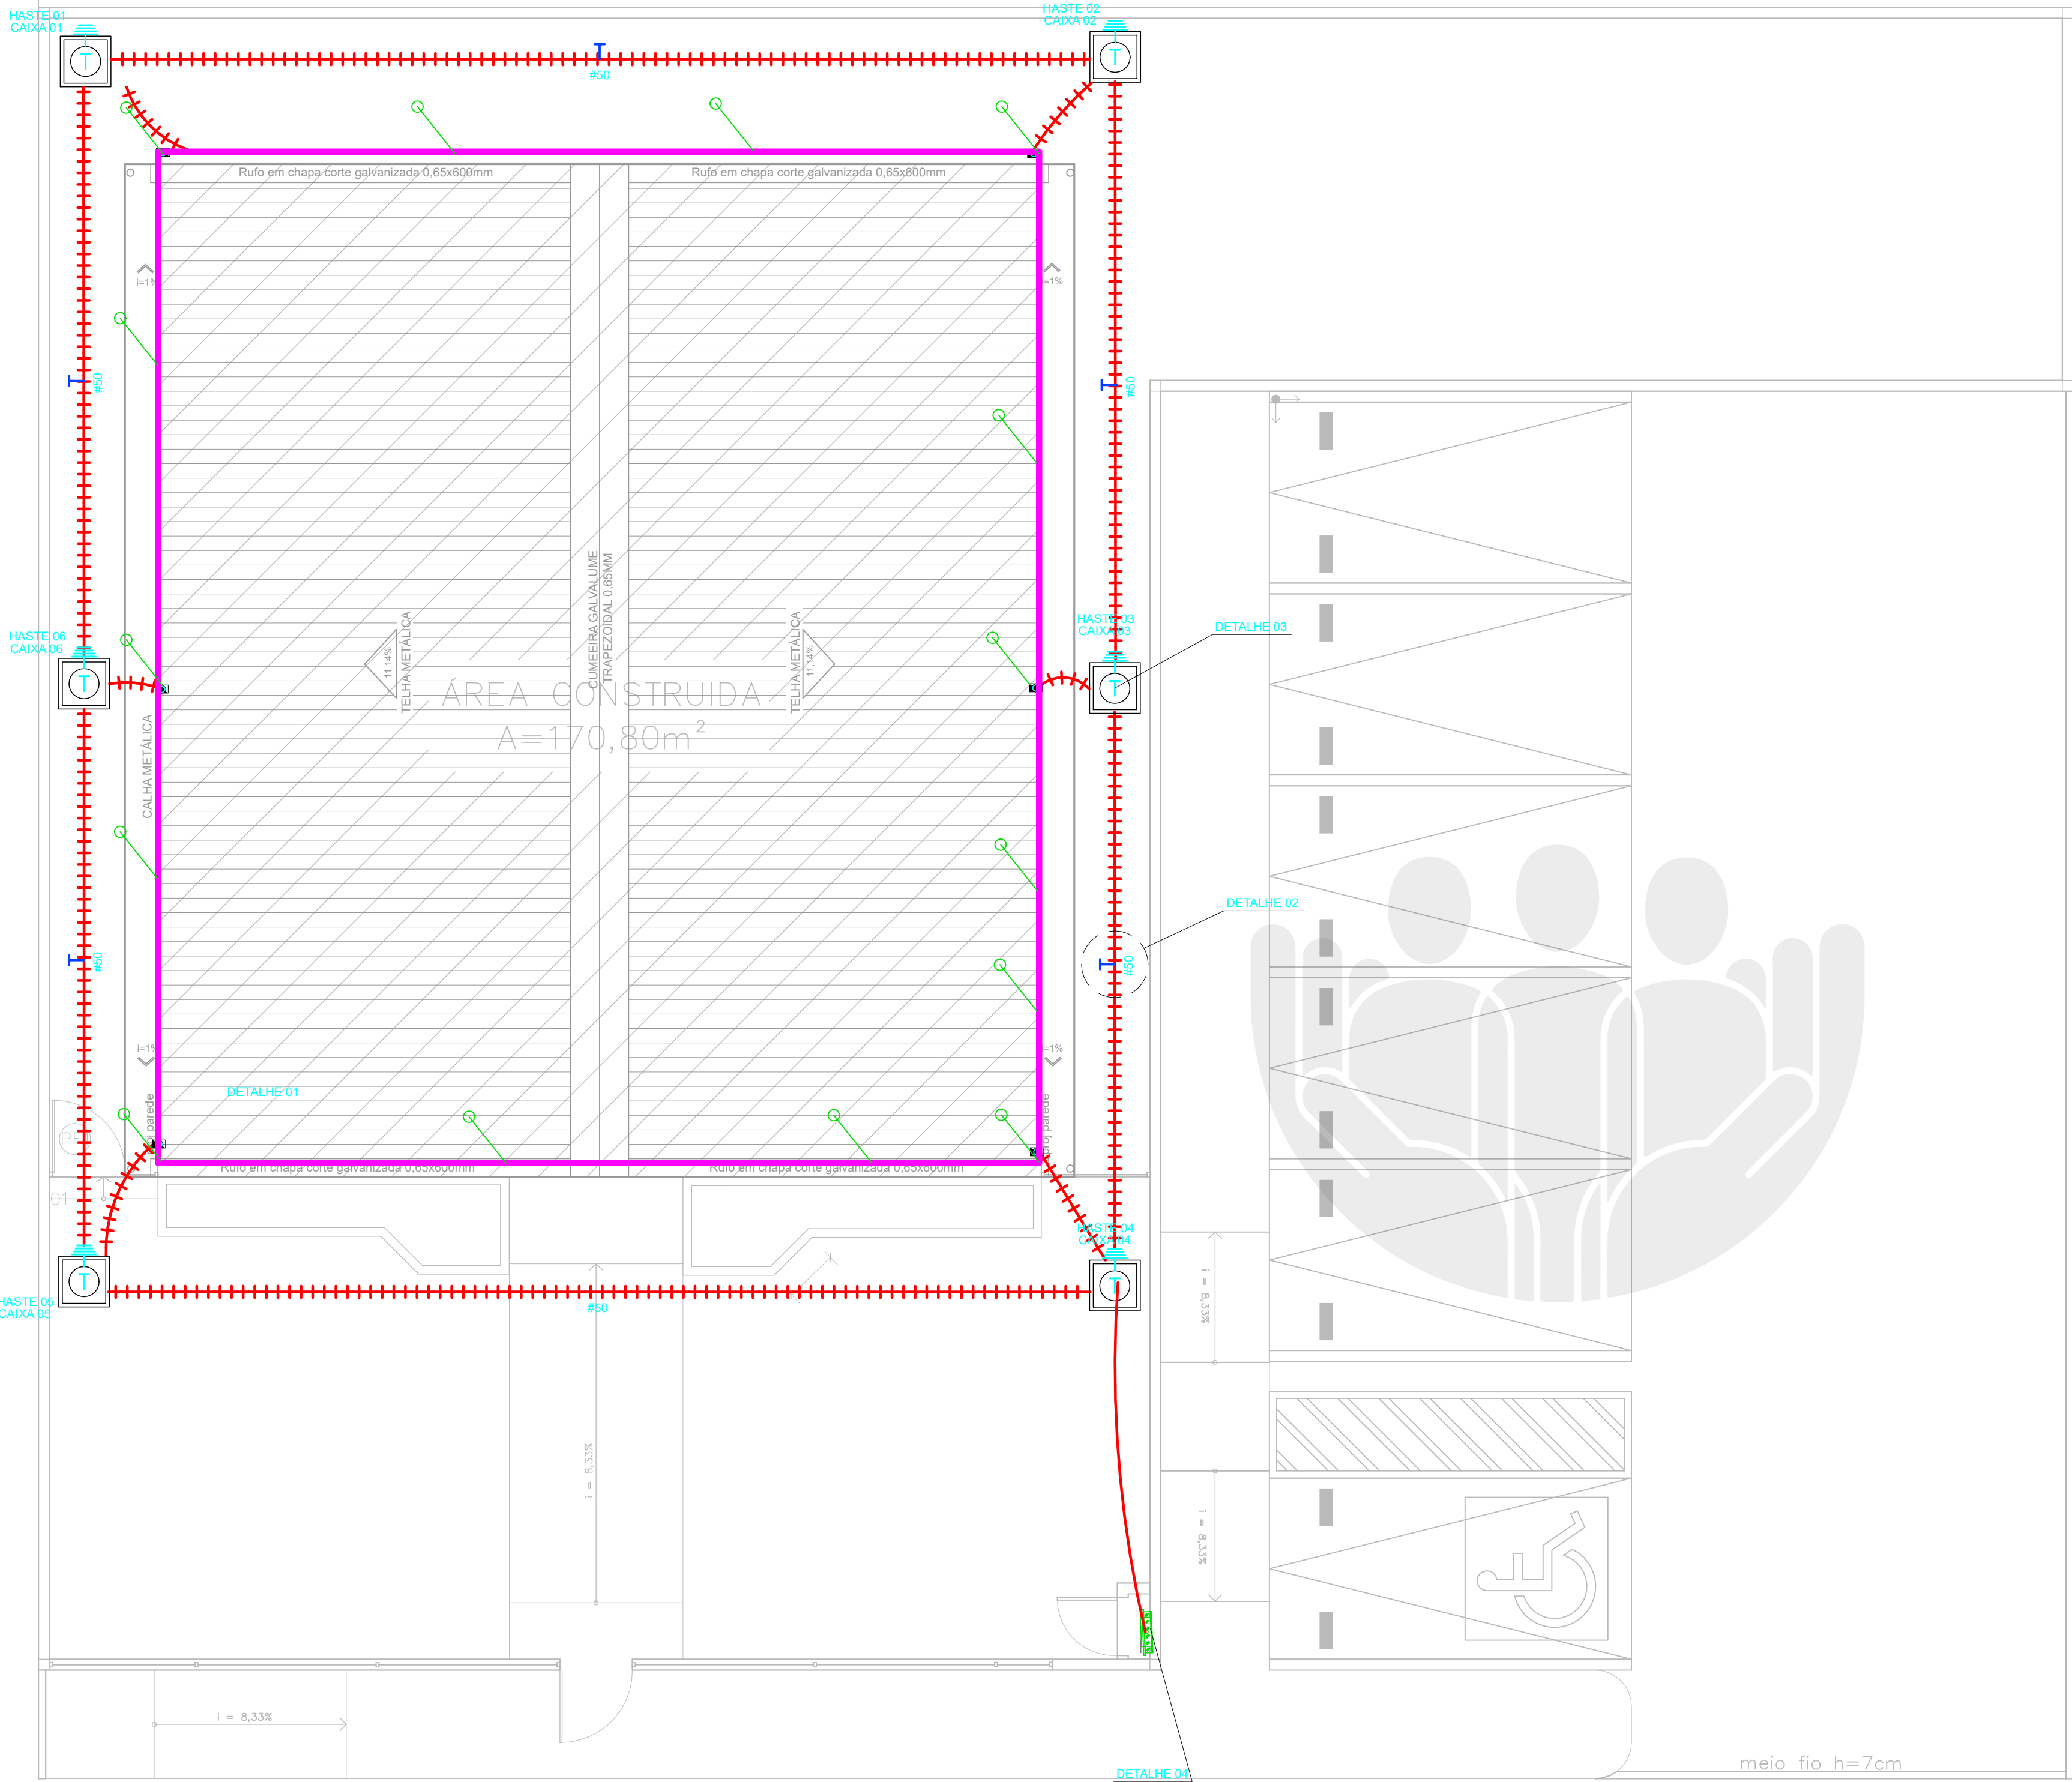 HASTE 01
CAIXA 01
HASTE 02
CAIXA 02
T
T
T
#50
Rufo em chapa corte galvanizada 0,65x600mm
Rufo em chapa corte galvanizada 0,65x600mm
i=1%
i=1%
T
#50
T
#50
CUMEEIRA GALVALUME
TRAPEZOIDAL 0,65MM
HASTE 06
CAIXA 06
T
11,14%
TELHA METÁLICA
TELHA METÁLICA
11,14%
HASTE 03
CAIXA 03
T
DETALHE 03
ÁREA CONSTRUIDA
A=170,80m²
CALHA METÁLICA
DETALHE 02
T
#50
T
#50
i=1%
i=1%
DETALHE 01
proj parede
01
Rufo em chapa corte galvanizada 0,65x600mm
Rufo em chapa corte galvanizada 0,65x600mm
HASTE 04
CAIXA 04
T
T
HASTE 05
CAIXA 05
#50
i = 8,33%
i = 8,33%
i = 8,33%
i = 8,33%
meio fio h=7cm
DETALHE 04